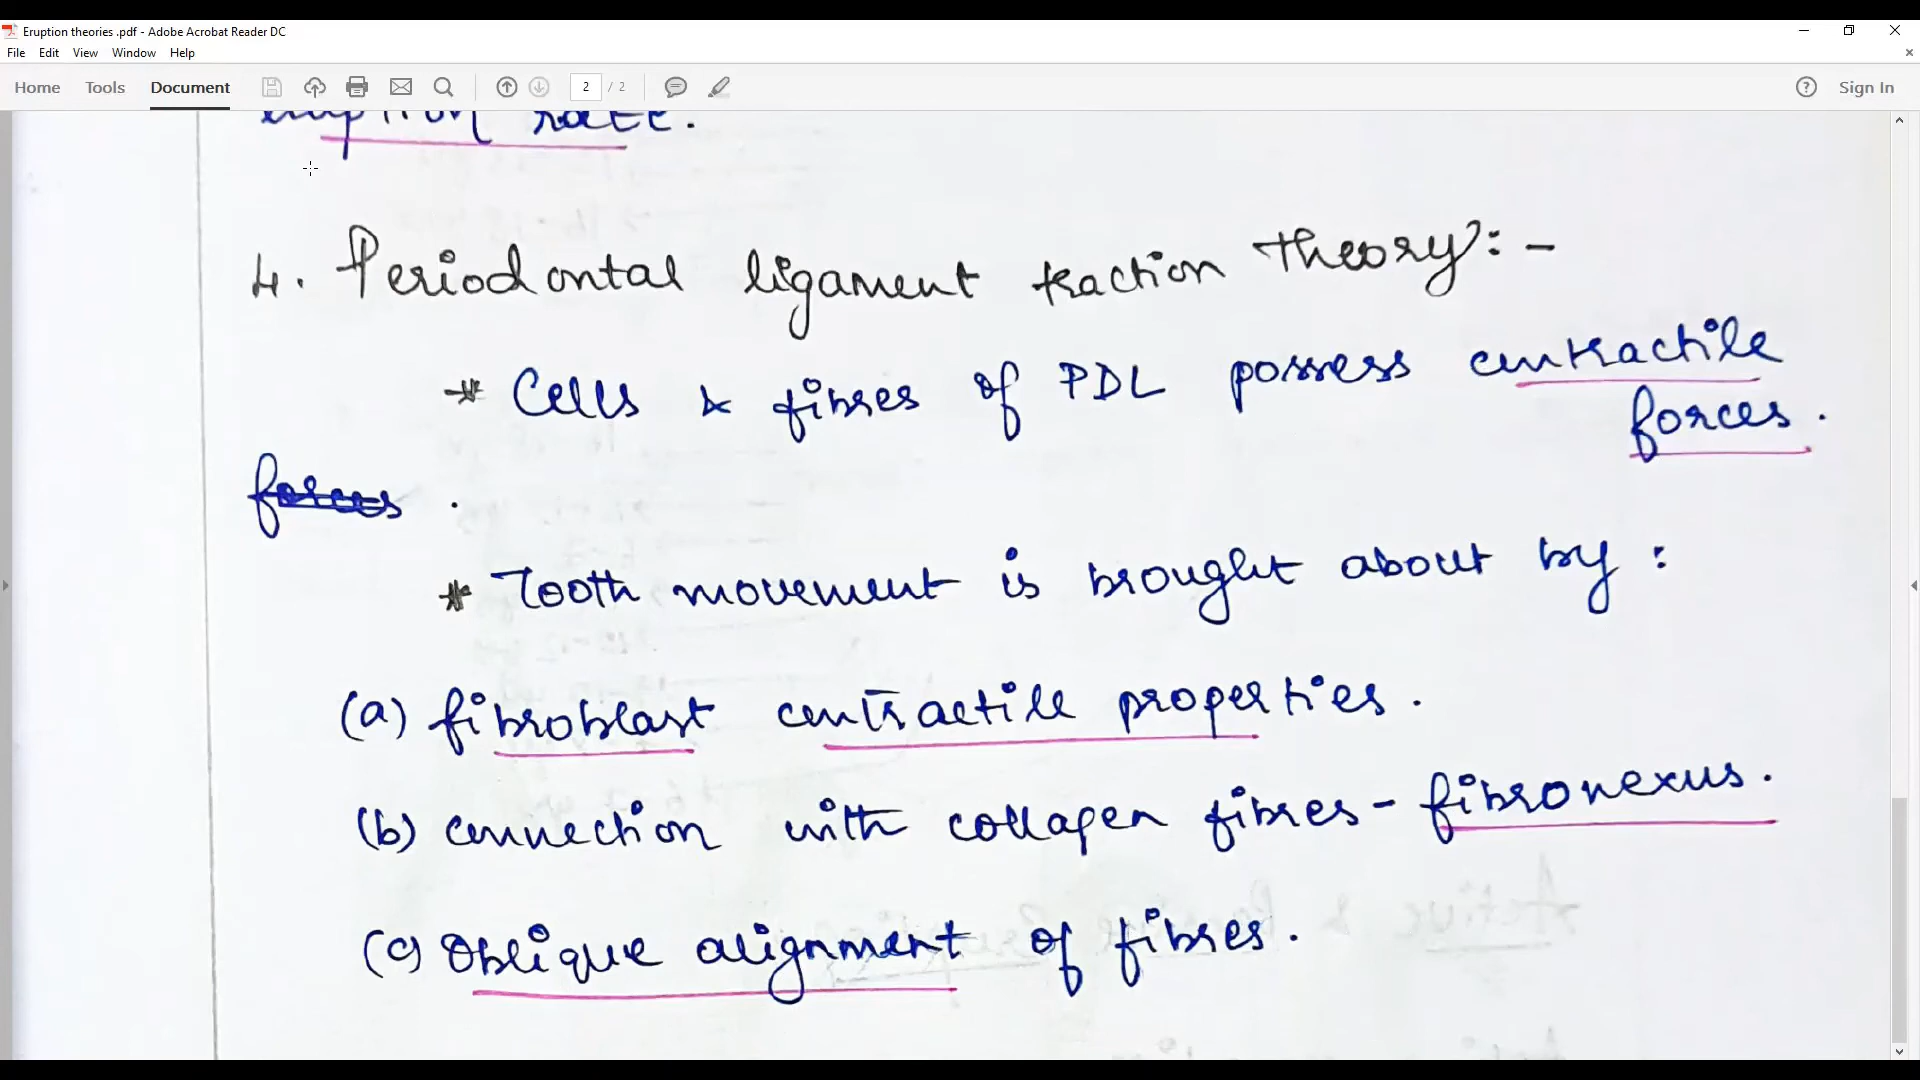 Eruption theories .pdf - Adobe Acrobat Reader DC
File Edit View Window Help
Home Tools Document 2 / 2 Sign In
eruption rate.
4. Periodontal ligament traction Theory:-
* Cells & fibres of PDL possess contractile
forces.
forces .
* Tooth movement is brought about by :
(a) fibroblast contractile properties.
(b) connection with collagen fibres - fibronexus.
(c) Oblique alignment of fibres.